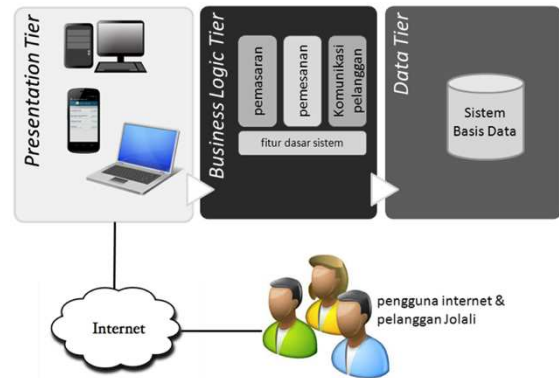 Presentation Tier
Business Logic Tier
pemasaran
pemesanan
Komunikasi
pelanggan
fitur dasar sistem
Data Tier
Sistem
Basis Data
Internet
pengguna internet &
pelanggan Jolali